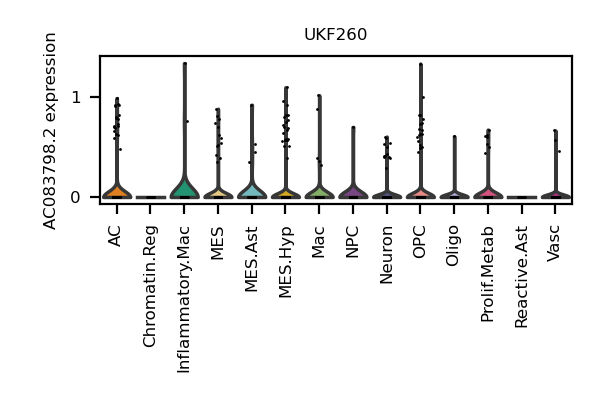 UKF260
AC083798.2 expression
1
0
AC
Chromatin.Reg
Inflammatory.Mac
MES
MES.Ast
MES.Hyp
Mac
NPC
Neuron
OPC
Oligo
Prolif.Metab
Reactive.Ast
Vasc